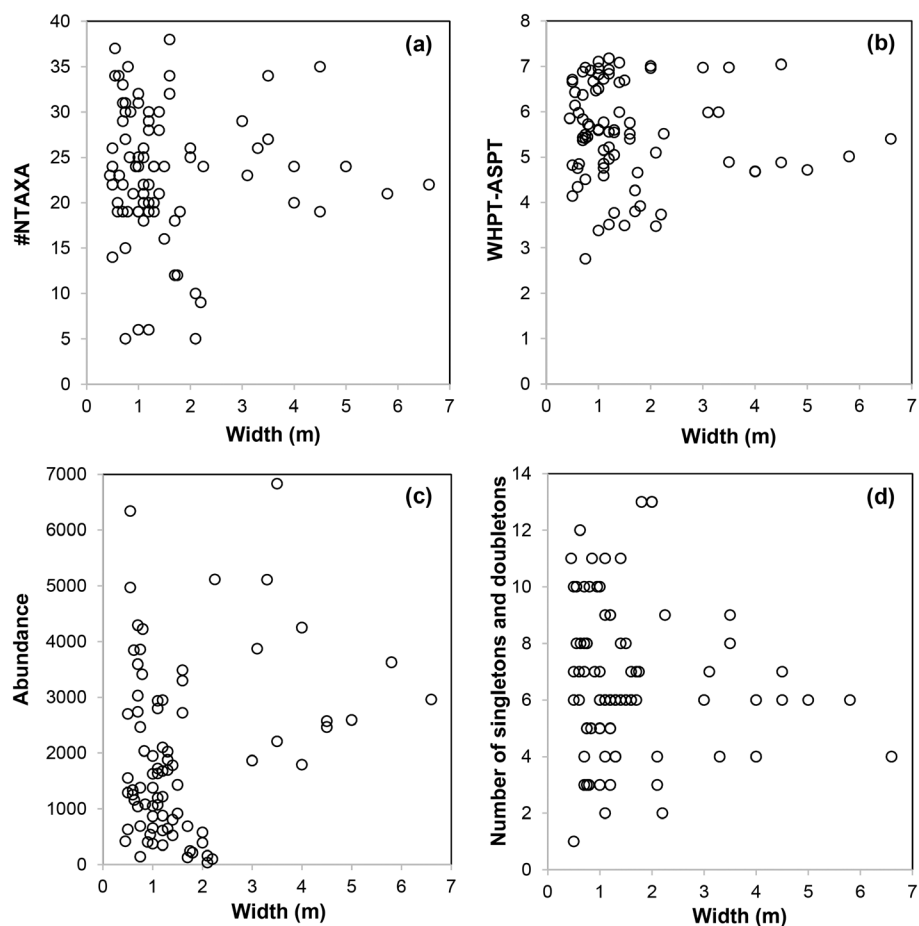 (a)
#NTAXA
40
35
30
25
20
15
10
5
0
0 1 2 3 4 5 6 7
Width (m)
(b)
WHPT-ASPT
8
7
6
5
4
3
2
1
0
0 1 2 3 4 5 6 7
Width (m)
(c)
Abundance
7000
6000
5000
4000
3000
2000
1000
0
0 1 2 3 4 5 6 7
Width (m)
(d)
Number of singletons and doubletons
14
12
10
8
6
4
2
0
0 1 2 3 4 5 6 7
Width (m)